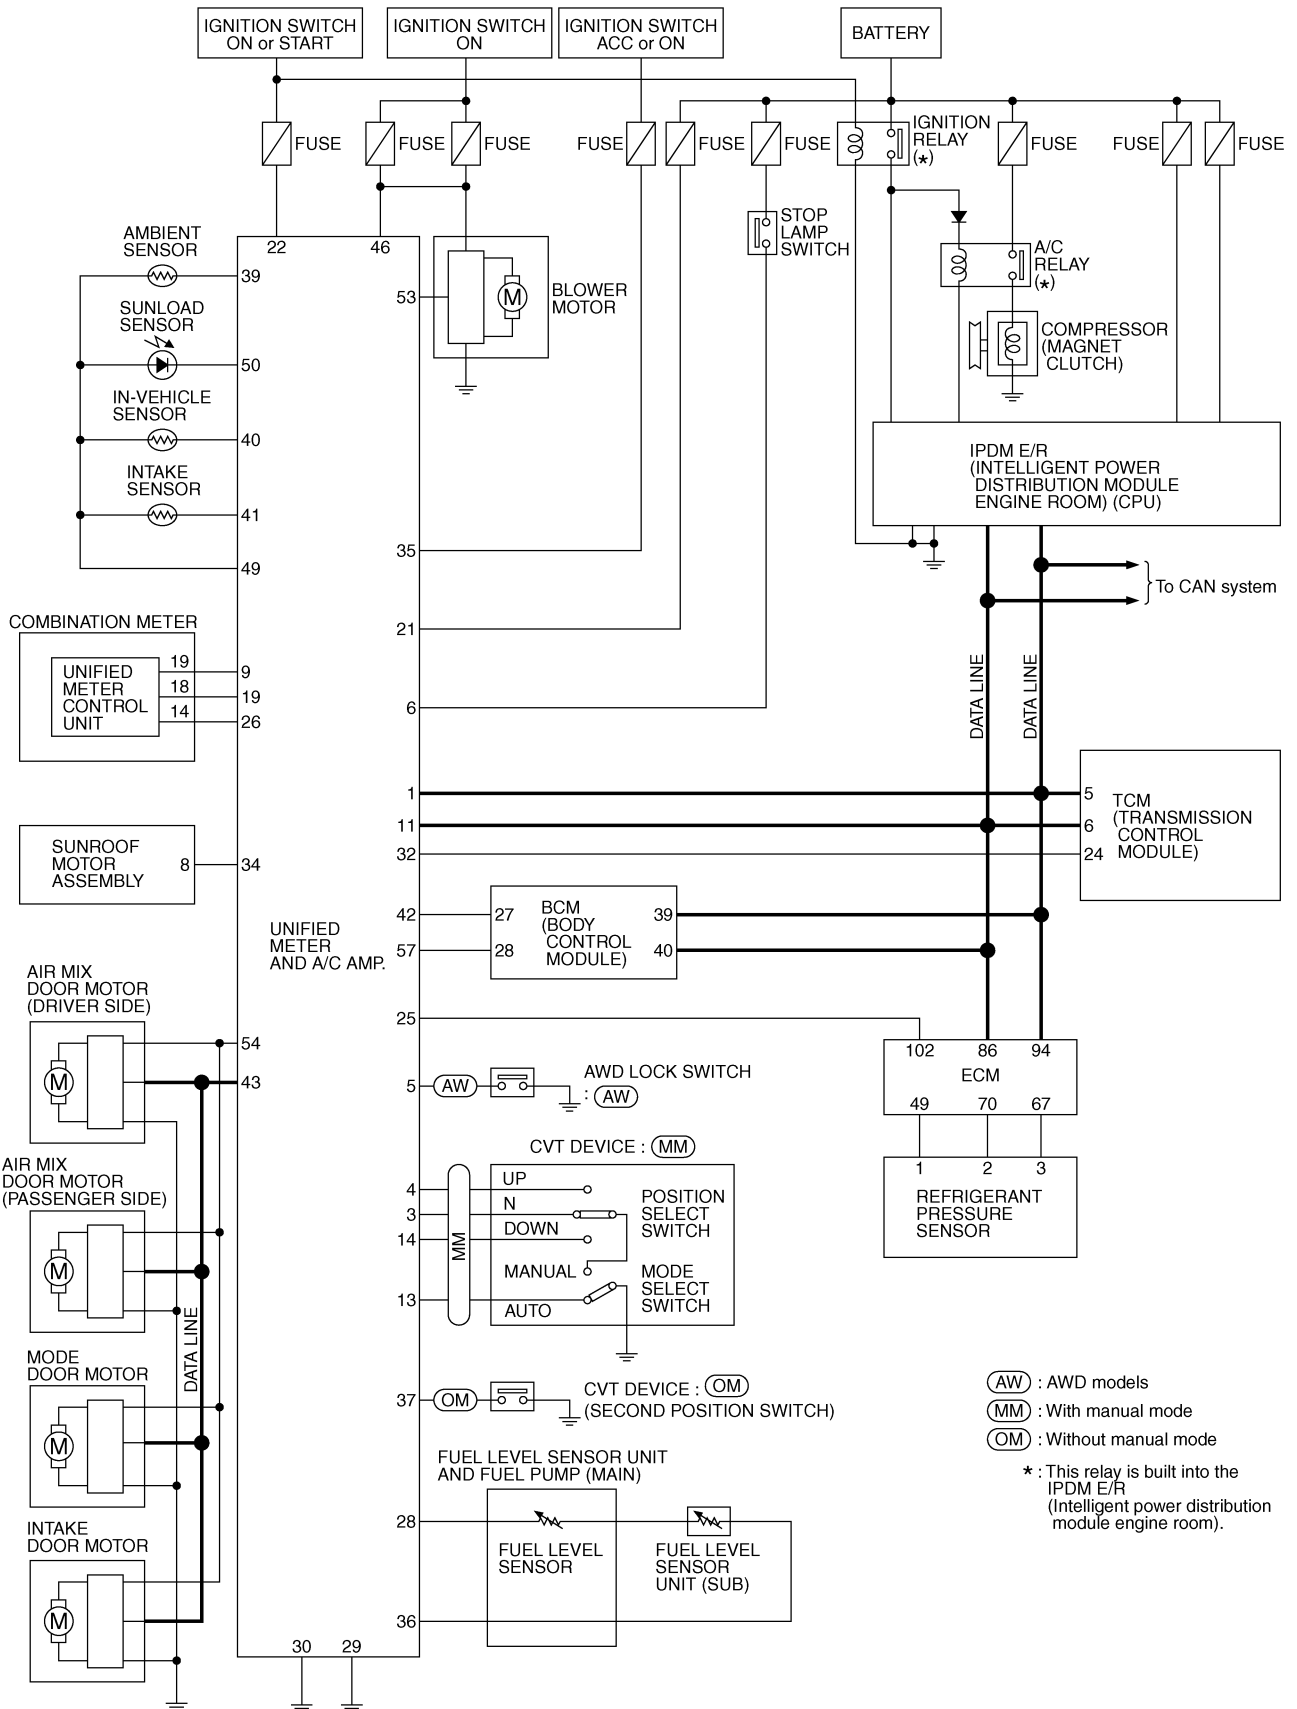 IGNITION SWITCH
ON or START
IGNITION SWITCH
ON
IGNITION SWITCH
ACC or ON
BATTERY
FUSE
FUSE
FUSE
FUSE
FUSE
FUSE
IGNITION
RELAY
(*)
FUSE
FUSE
FUSE
STOP
LAMP
SWITCH
A/C
RELAY
(*)
AMBIENT
SENSOR
22
46
39
SUNLOAD
SENSOR
50
53
BLOWER
MOTOR
M
COMPRESSOR
(MAGNET
CLUTCH)
IN-VEHICLE
SENSOR
40
INTAKE
SENSOR
41
49
IPDM E/R
(INTELLIGENT POWER
DISTRIBUTION MODULE
ENGINE ROOM) (CPU)
35
21
6
To CAN system
DATA LINE
DATA LINE
COMBINATION METER
UNIFIED
METER
CONTROL
UNIT
19
18
14
9
19
26
1
11
32
5
6
24
TCM
(TRANSMISSION
CONTROL
MODULE)
SUNROOF
MOTOR
ASSEMBLY
8
34
UNIFIED
METER
AND A/C AMP.
42
57
27
28
BCM
(BODY
CONTROL
MODULE)
39
40
25
102
86
94
ECM
49
70
67
1
2
3
REFRIGERANT
PRESSURE
SENSOR
AIR MIX
DOOR MOTOR
(DRIVER SIDE)
M
54
43
5
AW
AWD LOCK SWITCH
: AW
AIR MIX
DOOR MOTOR
(PASSENGER SIDE)
M
CVT DEVICE : MM
4
3
14
13
MM
UP
N
DOWN
MANUAL
AUTO
POSITION
SELECT
SWITCH
MODE
SELECT
SWITCH
DATA LINE
MODE
DOOR MOTOR
M
37
OM
CVT DEVICE : OM
(SECOND POSITION SWITCH)
FUEL LEVEL SENSOR UNIT
AND FUEL PUMP (MAIN)
28
FUEL LEVEL
SENSOR
FUEL LEVEL
SENSOR
UNIT (SUB)
36
INTAKE
DOOR MOTOR
M
30
29
AW : AWD models
MM : With manual mode
OM : Without manual mode
* : This relay is built into the
IPDM E/R
(Intelligent power distribution
module engine room).